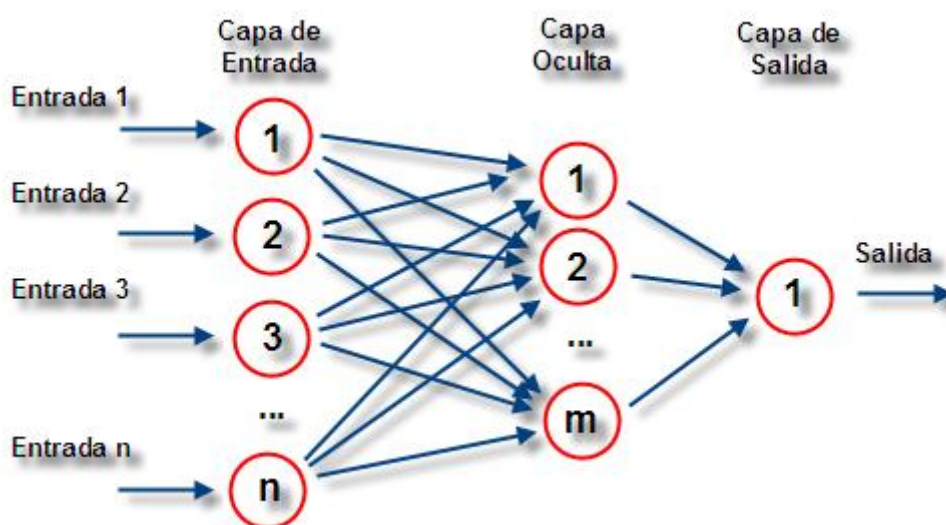 Capa de
Entrada
Capa
Oculta
Capa de
Salida
Entrada 1
1
Entrada 2
2
Entrada 3
3
...
Entrada n
n
1
2
...
m
1
Salida